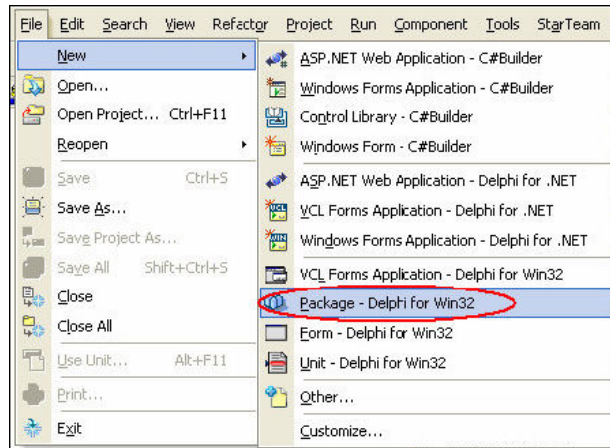 File Edit Search View Refactor Project Run Component Tools StarTeam
New
Open...
Open Project... Ctrl+F11
Reopen
Save Ctrl+S
Save As...
Save Project As...
Save All Shift+Ctrl+S
Close
Close All
Use Unit... Alt+F11
Print...
Exit
ASP.NET Web Application - C#Builder
Windows Forms Application - C#Builder
Control Library - C#Builder
Windows Form - C#Builder
ASP.NET Web Application - Delphi for .NET
VCL Forms Application - Delphi for .NET
Windows Forms Application - Delphi for .NET
VCL Forms Application - Delphi for Win32
Package - Delphi for Win32
Form - Delphi for Win32
Unit - Delphi for Win32
Other...
Customize...